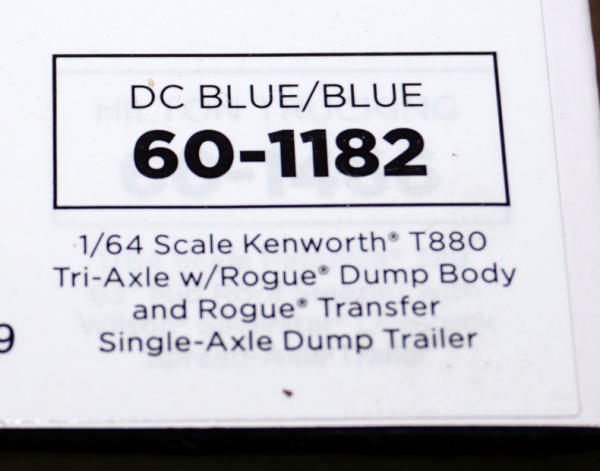 DC BLUE/BLUE
60-1182
1/64 Scale Kenworth® T880
Tri-Axle w/Rogue® Dump Body
and Rogue® Transfer
9
Single-Axle Dump Trailer